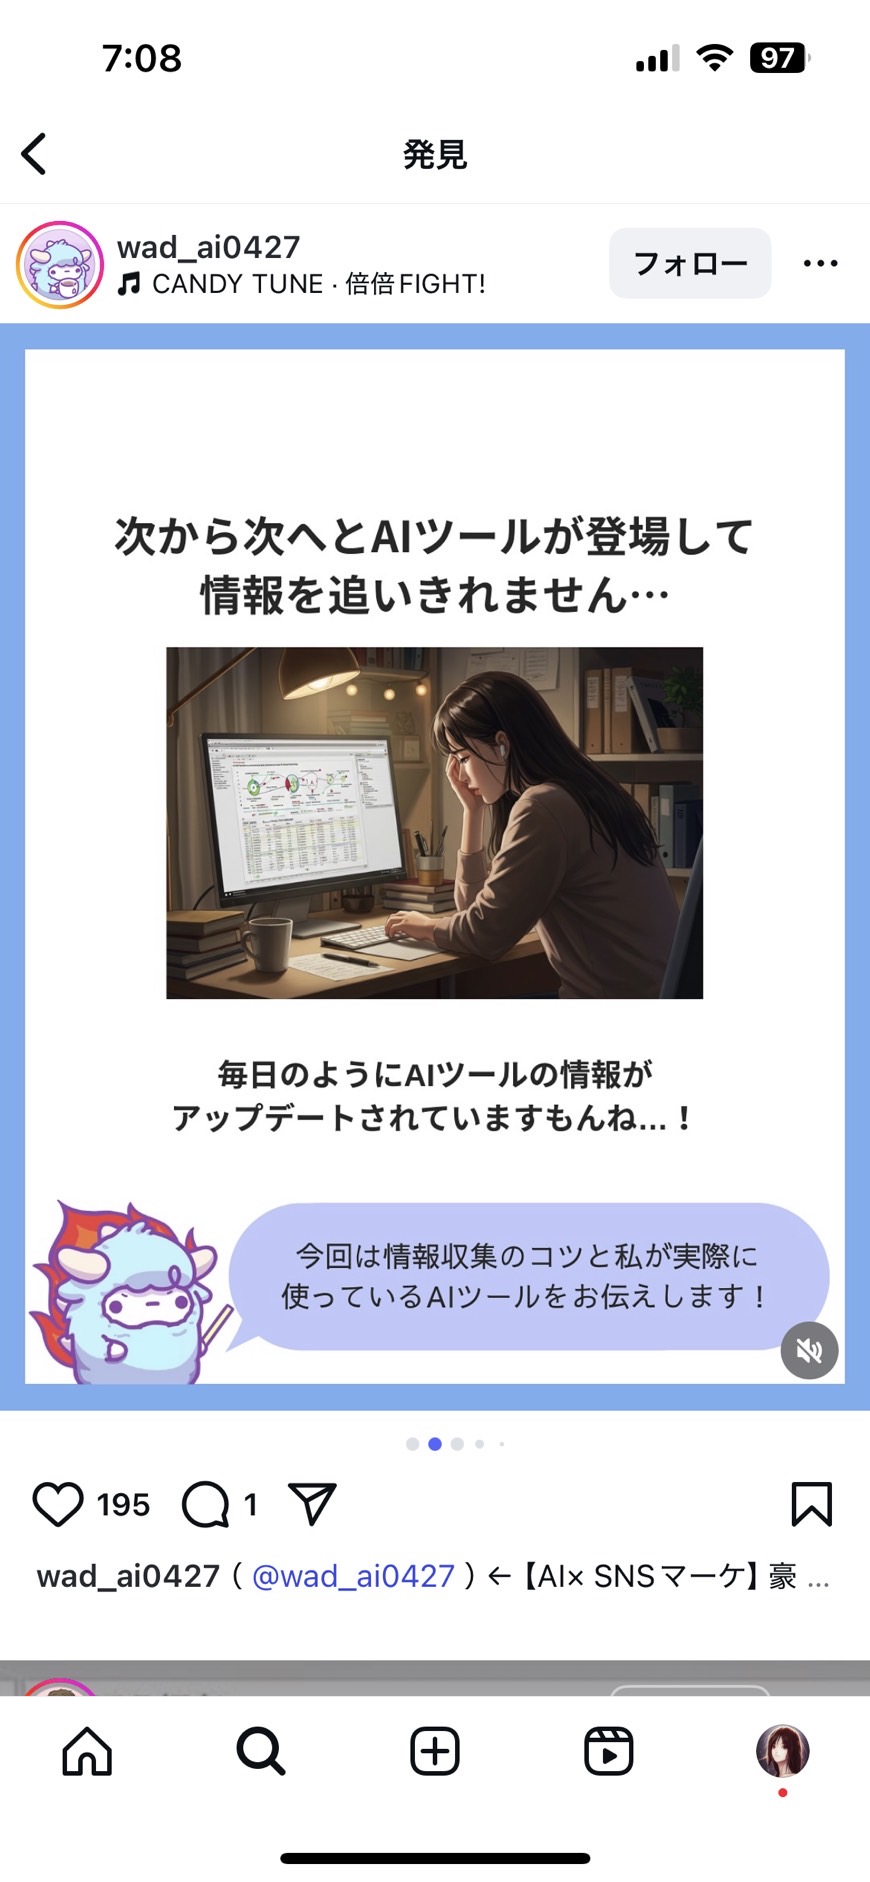 7:08
97
発見
wad_ai0427
CANDY TUNE · 倍倍FIGHT!
フォロー
次から次へとAIツールが登場して
情報を追いきれません…
毎日のようにAIツールの情報が
アップデートされていますもんね...！
今回は情報収集のコツと私が実際に
使っているAIツールをお伝えします！
195
1
wad_ai0427（ @wad_ai0427 ）←【AI× SNSマーケ】豪 ...